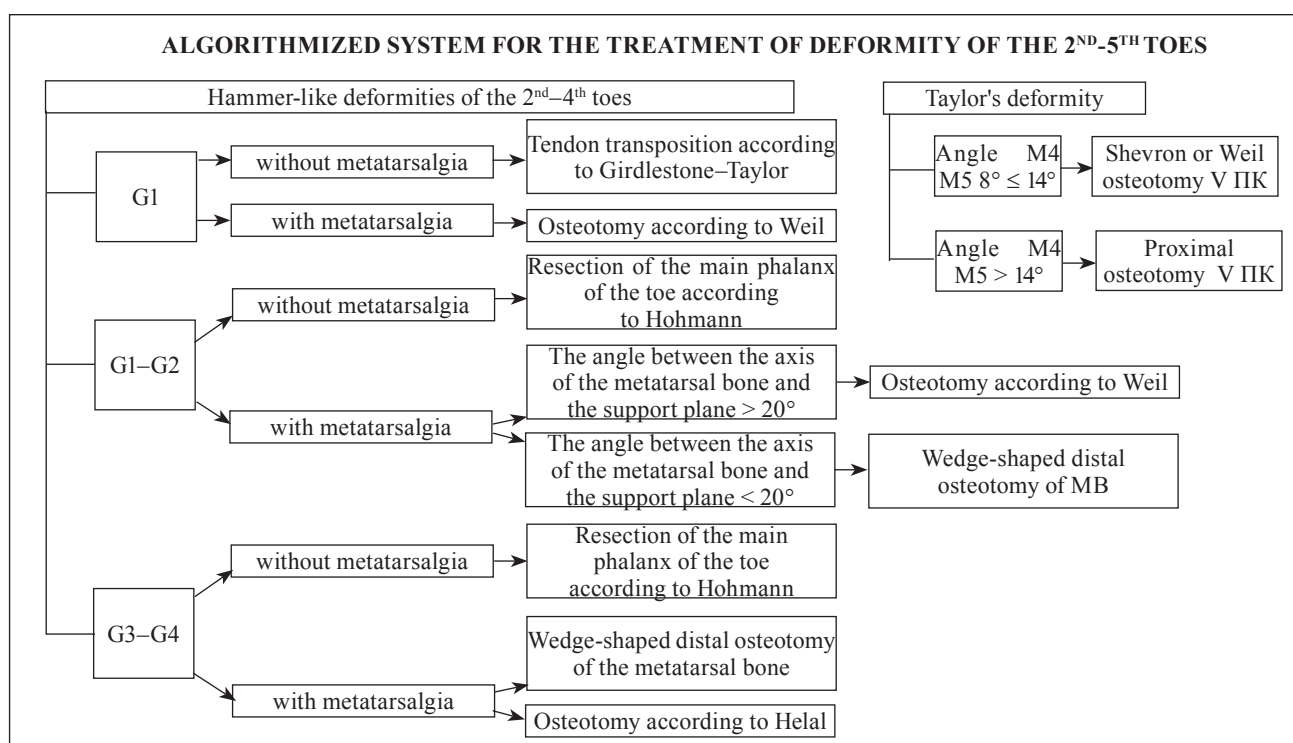 ALGORITHMIZED SYSTEM FOR THE TREATMENT OF DEFORMITY OF THE 2ND-5TH TOES
Hammer-like deformities of the 2nd–4th toes
G1
without metatarsalgia
Tendon transposition according
to Girdlestone–Taylor
with metatarsalgia
Osteotomy according to Weil
G1–G2
without metatarsalgia
Resection of the main phalanx
of the toe according
to Hohmann
with metatarsalgia
The angle between the axis
of the metatarsal bone and
the support plane > 20°
Osteotomy according to Weil
The angle between the axis
of the metatarsal bone and
the support plane < 20°
Wedge-shaped distal
osteotomy of MB
G3–G4
without metatarsalgia
Resection of the main
phalanx of the toe
according to Hohmann
with metatarsalgia
Wedge-shaped distal osteotomy
of the metatarsal bone
Osteotomy according to Helal
Taylor's deformity
Angle M4
M5 8° ≤ 14°
Shevron or Weil
osteotomy V ПК
Angle M4
M5 > 14°
Proximal
osteotomy V ПК